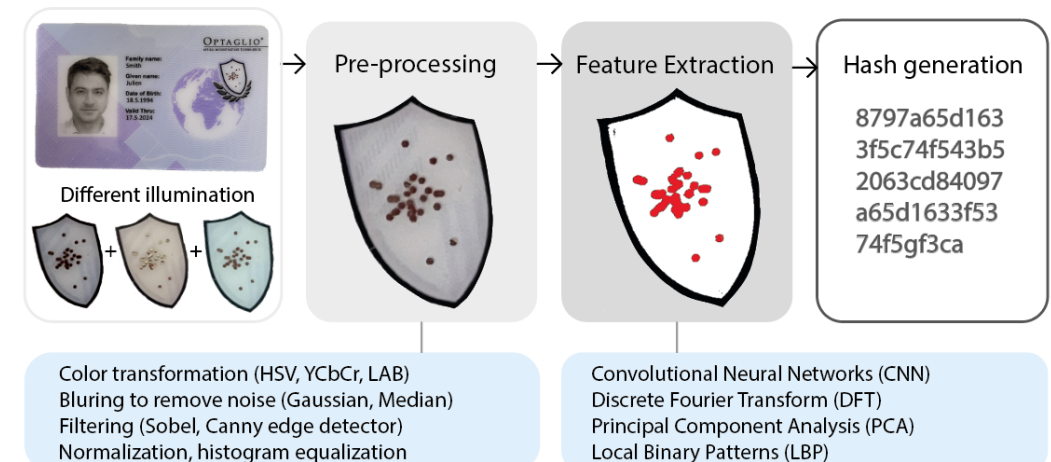 OPTAGLIO
Family name:
Smith
Given name:
Julien
Date of Birth:
18.5.1994
Valid Thru:
17.5.2024
Different illumination
+
+
Pre-processing
Feature Extraction
Hash generation
8797a65d163
3f5c74f543b5
2063cd84097
a65d1633f53
74f5gf3ca
Color transformation (HSV, YCbCr, LAB)
Bluring to remove noise (Gaussian, Median)
Filtering (Sobel, Canny edge detector)
Normalization, histogram equalization
Convolutional Neural Networks (CNN)
Discrete Fourier Transform (DFT)
Principal Component Analysis (PCA)
Local Binary Patterns (LBP)